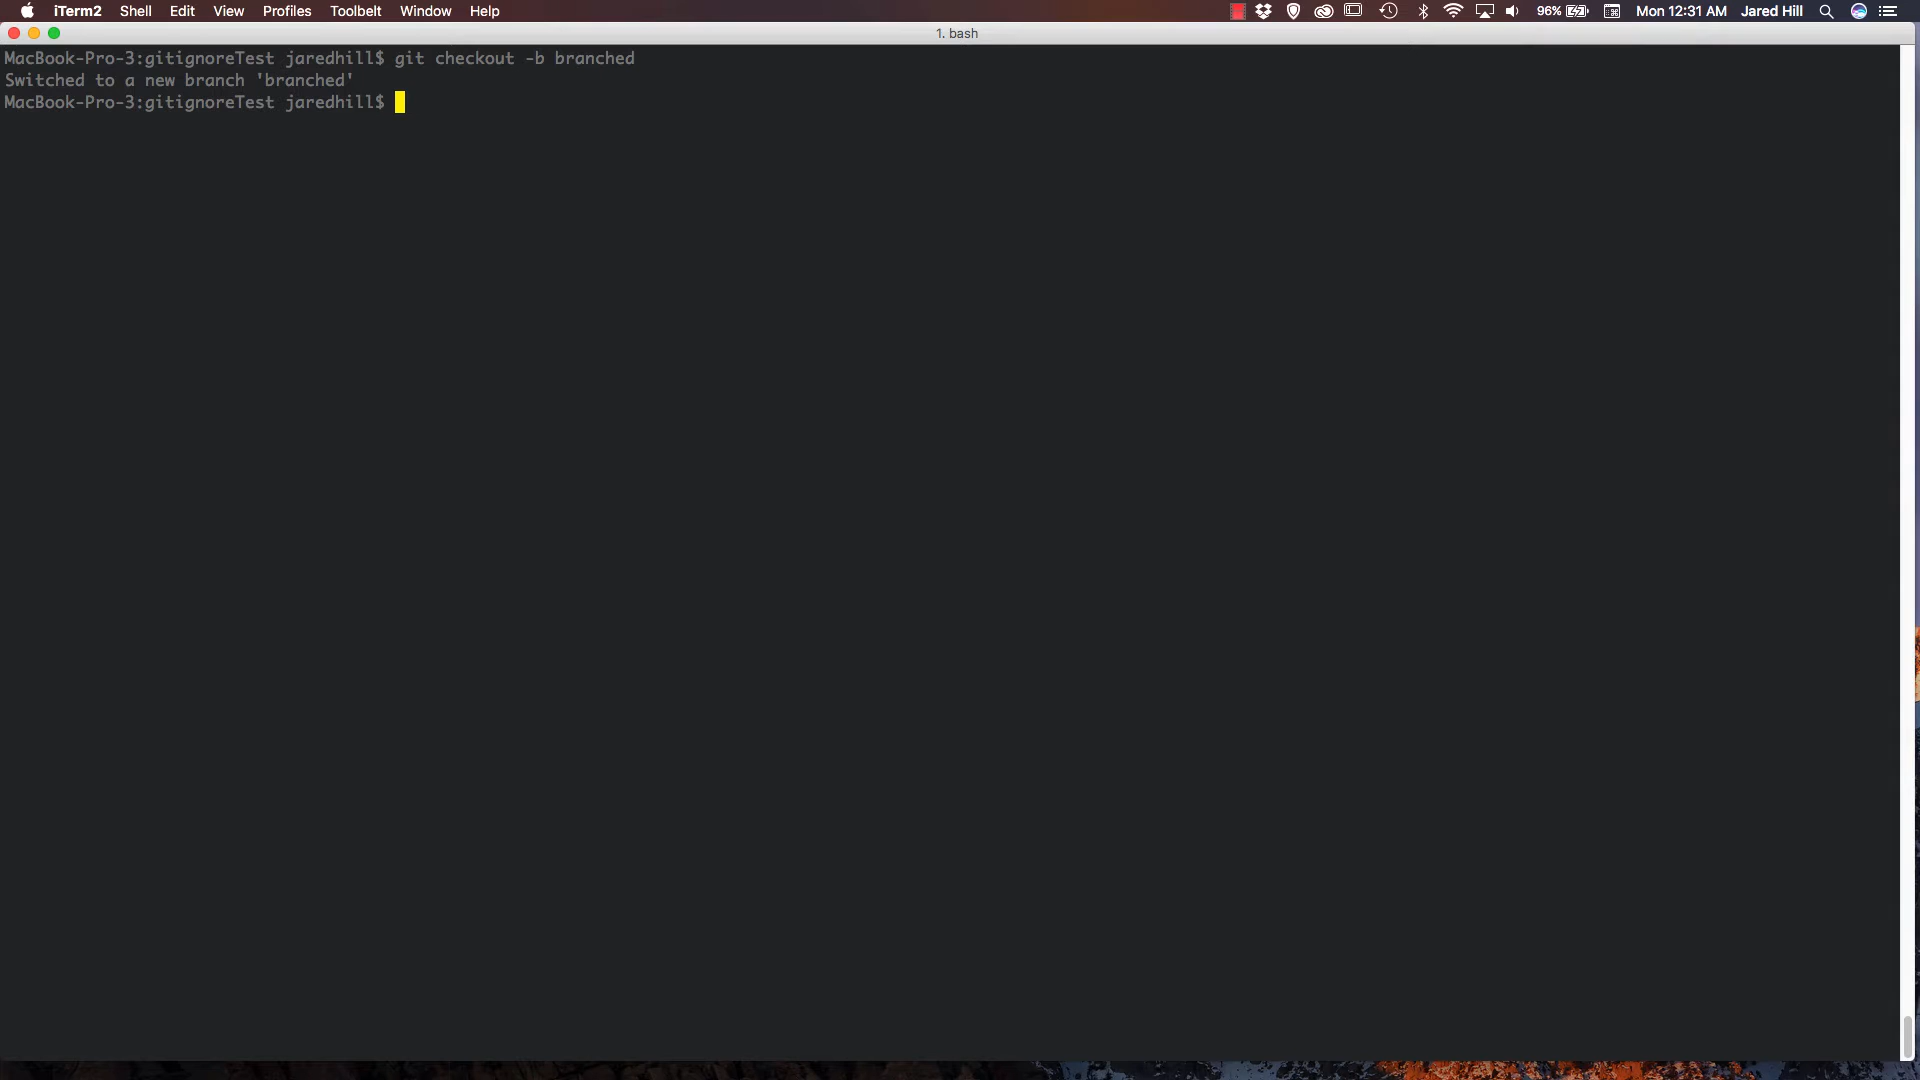 iTerm2 Shell Edit View Profiles Toolbelt Window Help 96% Mon 12:31 AM Jared Hill
1. bash
MacBook-Pro-3:gitignoreTest jaredhill$ git checkout -b branched
Switched to a new branch 'branched'
MacBook-Pro-3:gitignoreTest jaredhill$